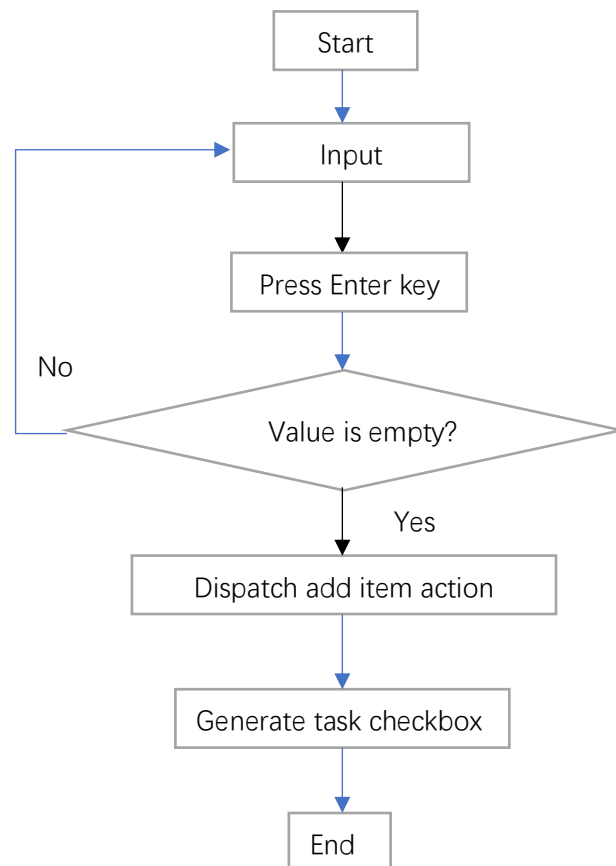 Start
Input
Press Enter key
No
Value is empty?
Yes
Dispatch add item action
Generate task checkbox
End